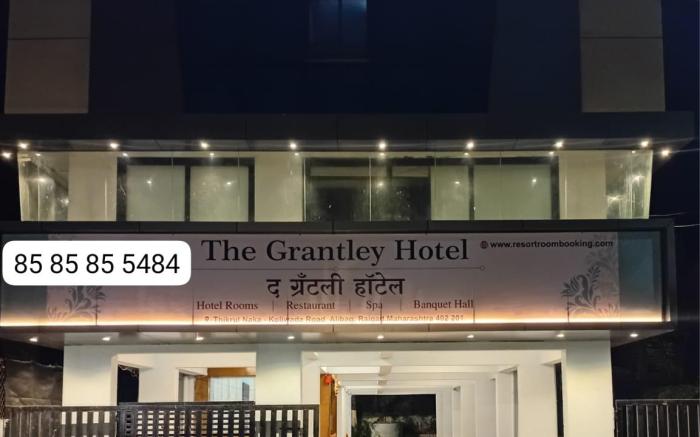 The Grantley Hotel
www.resortroombooking.com
85 85 85 5484
द ग्रँटली हॉटेल
Hotel Rooms | Restaurant | Spa | Banquet Hall
Thikrul Naka - Koliwada Road, Alibag, Raigad Maharashtra 402 201